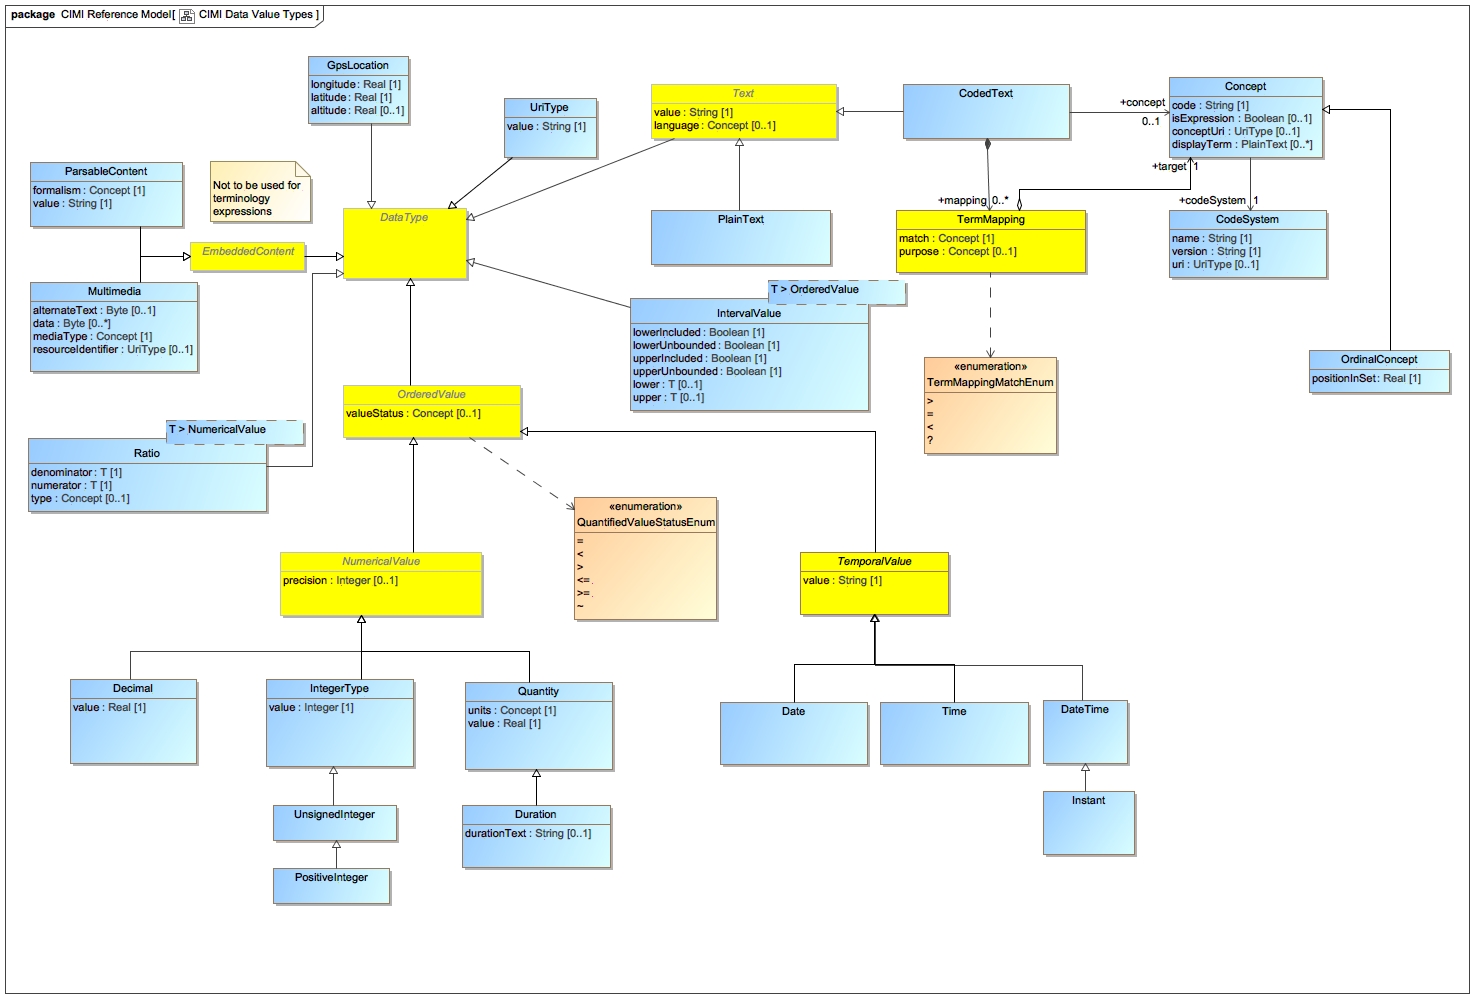 package CIMI Reference Model[ CIMI Data Value Types ]
GpsLocation
longitude : Real [1]
latitude : Real [1]
altitude : Real [0..1]
UriType
value : String [1]
Text
value : String [1]
language : Concept [0..1]
CodedText
+concept
0..1
Concept
code : String [1]
isExpression : Boolean [0..1]
conceptUri : UriType [0..1]
displayTerm : PlainText [0..*]
ParsableContent
formalism : Concept [1]
value : String [1]
Not to be used for
terminology
expressions
DataType
EmbeddedContent
PlainText
+mapping 0..*
+target 1
TermMapping
match : Concept [1]
purpose : Concept [0..1]
+codeSystem 1
CodeSystem
name : String [1]
version : String [1]
uri : UriType [0..1]
Multimedia
alternateText : Byte [0..1]
data : Byte [0..*]
mediaType : Concept [1]
resourceIdentifier : UriType [0..1]
T > OrderedValue
IntervalValue
lowerIncluded : Boolean [1]
lowerUnbounded : Boolean [1]
upperIncluded : Boolean [1]
upperUnbounded : Boolean [1]
lower : T [0..1]
upper : T [0..1]
«enumeration»
TermMappingMatchEnum
>
=
<
?
OrdinalConcept
positionInSet : Real [1]
OrderedValue
valueStatus : Concept [0..1]
T > NumericalValue
Ratio
denominator : T [1]
numerator : T [1]
type : Concept [0..1]
«enumeration»
QuantifiedValueStatusEnum
=
<
>
<=.
>=.
~
NumericalValue
precision : Integer [0..1]
TemporalValue
value : String [1]
Decimal
value : Real [1]
IntegerType
value : Integer [1]
Quantity
units : Concept [1]
value : Real [1]
Date
Time
DateTime
UnsignedInteger
Duration
durationText : String [0..1]
Instant
PositiveInteger